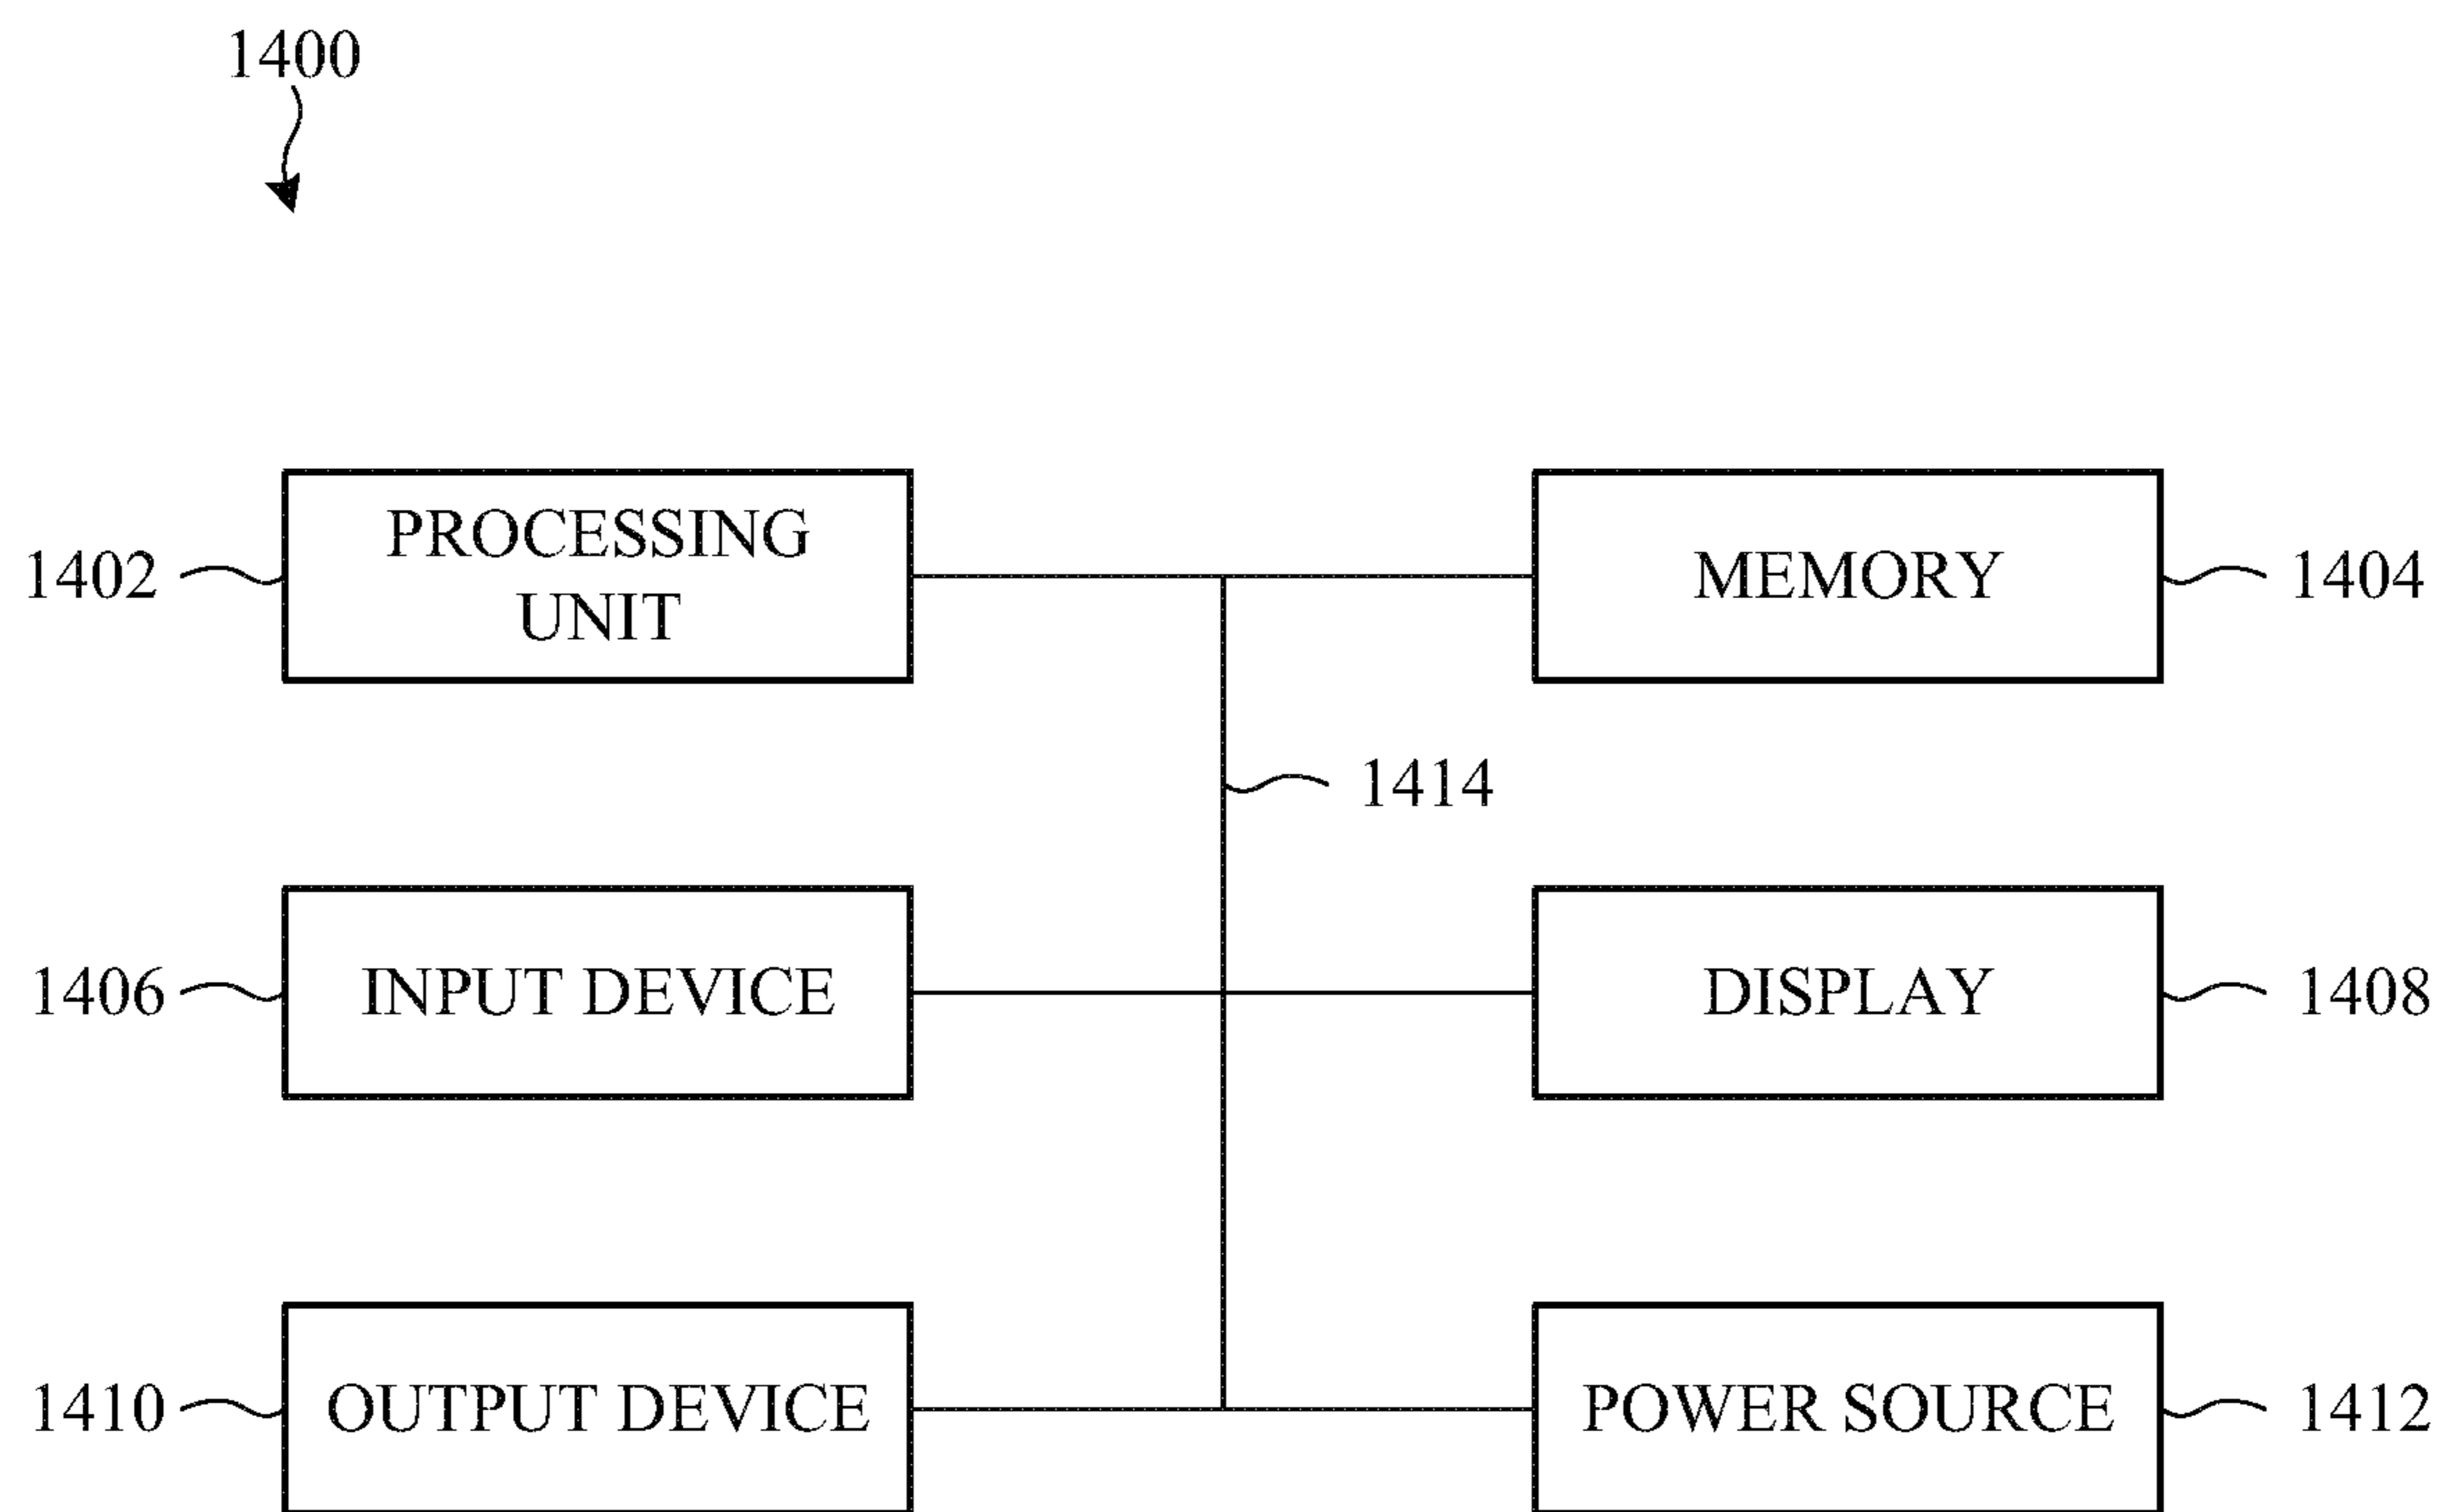 1400
PROCESSING
UNIT
1402
MEMORY
1404
1414
1406
INPUT DEVICE
DISPLAY
1408
1410
OUTPUT DEVICE
POWER SOURCE
1412